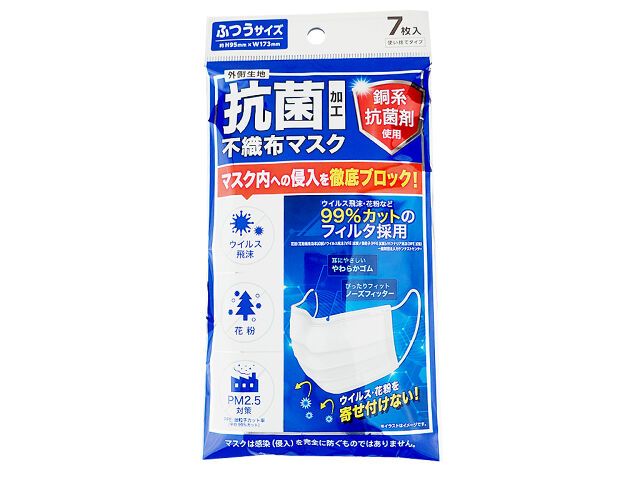 ふつうサイズ
約H95mm×W173mm
7枚入
使い捨てタイプ
外側生地
抗菌加工
不織布マスク
銅系
抗菌剤
使用
マスク内への侵入を徹底ブロック!
ウイルス飛沫・花粉など
99%カットの
フィルタ採用
耳にやさしい
やわらかゴム
ぴったりフィット
ノーズフィッター
ウイルス
飛沫
花粉
PM2.5
対策
ウイルス・花粉を
寄せ付けない!
※イラストはイメージです。
マスクは感染(侵入)を完全に防ぐものではありません。